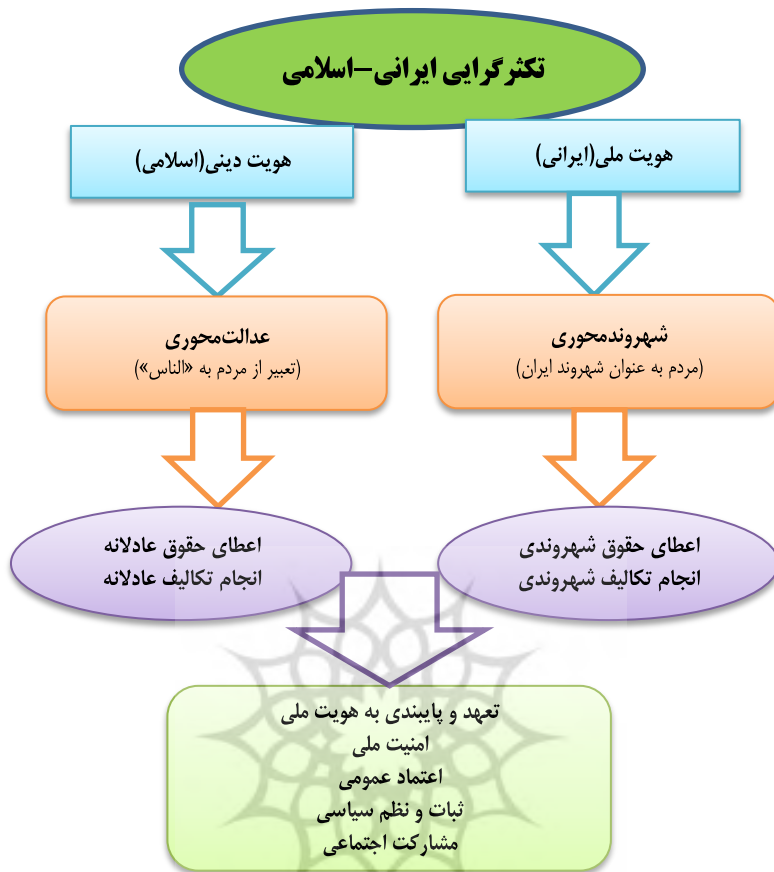 تکثرگرایی ایرانی-اسلامی
هویت ملی(ایرانی)
هویت دینی(اسلامی)
شهروندمحوری
(مردم به عنوان شهروند ایران)
عدالت‌محوری
(تعبیر از مردم به «الناس»)
اعطای حقوق شهروندی
انجام تکالیف شهروندی
اعطای حقوق عادلانه
انجام تکالیف عادلانه
تعهد و پایبندی به هویت ملی
امنیت ملی
اعتماد عمومی
ثبات و نظم سیاسی
مشارکت اجتماعی